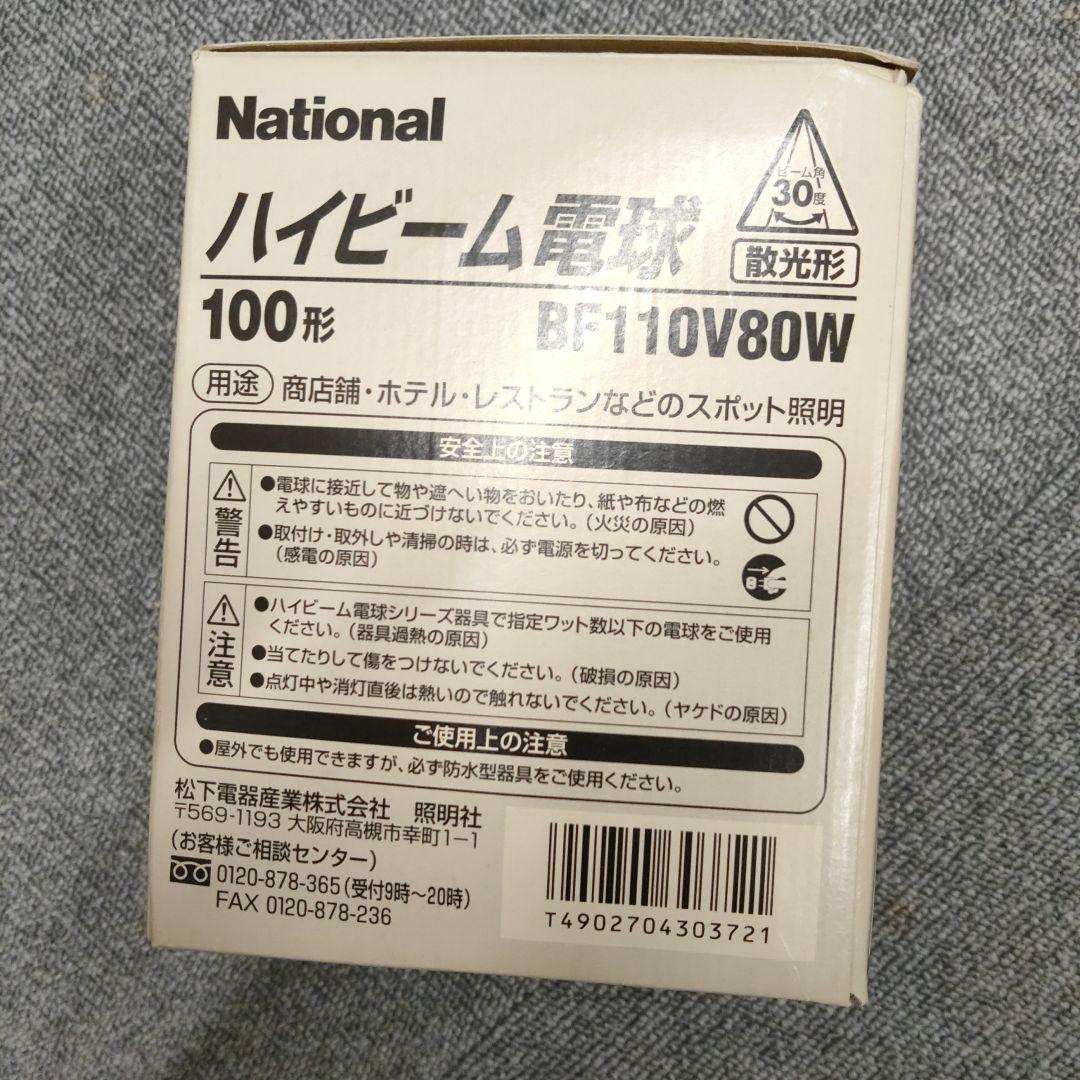 National
ビーム角
30度
ハイビーム電球
散光形
100形 BF110V80W
用途 商店舗・ホテル・レストランなどのスポット照明
安全上の注意
警告
●電球に接近して物や遮へい物をおいたり、紙や布などの燃
えやすいものに近づけないでください。(火災の原因)
●取付け・取外しや清掃の時は、必ず電源を切ってください。
(感電の原因)
注意
●ハイビーム電球シリーズ器具で指定ワット数以下の電球をご使用
ください。(器具過熱の原因)
●当てたりして傷をつけないでください。(破損の原因)
●点灯中や消灯直後は熱いので触れないでください。(ヤケドの原因)
ご使用上の注意
●屋外でも使用できますが、必ず防水型器具をご使用ください。
松下電器産業株式会社 照明社
〒569-1193 大阪府高槻市幸町1-1
(お客様ご相談センター)
0120-878-365(受付9時〜20時)
FAX 0120-878-236
T4902704303721